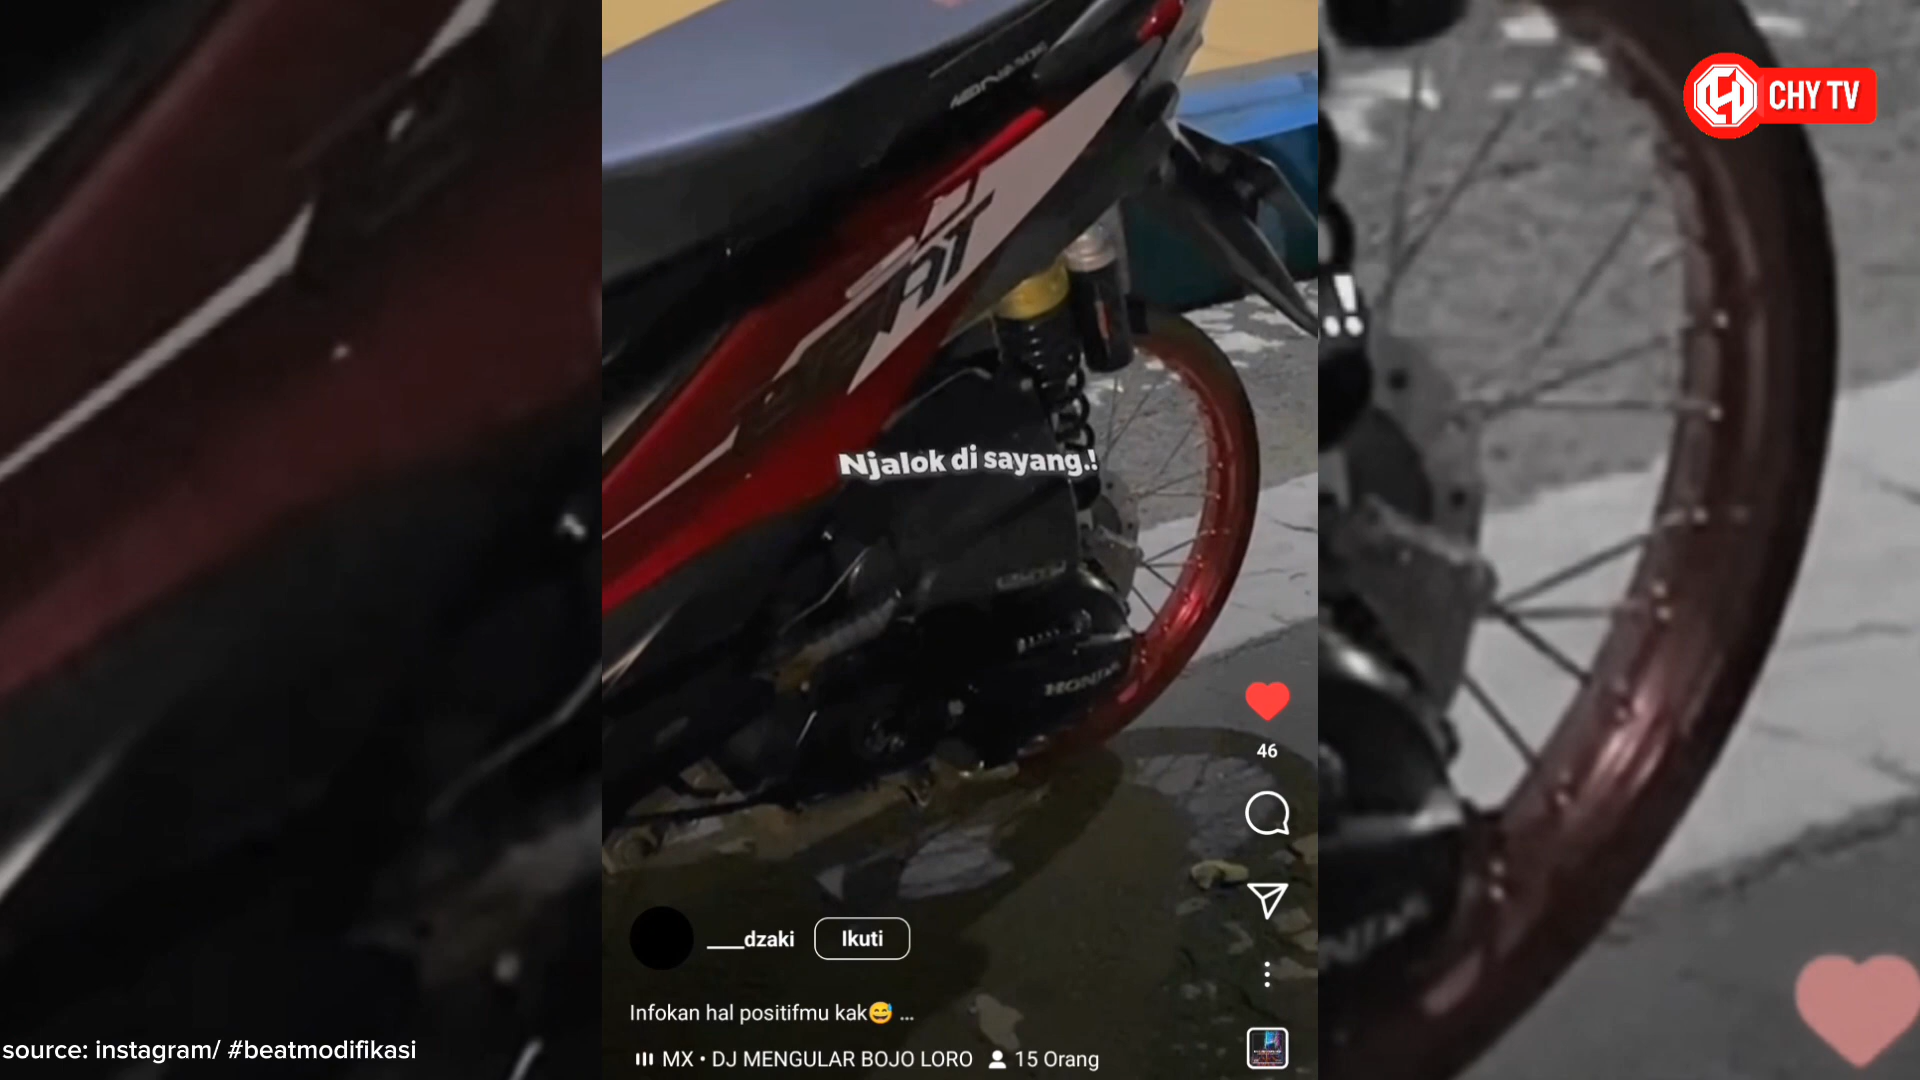 CHY TV
Njalok di sayang.!
HONDA
46
___dzaki
Ikuti
Infokan hal positifmu kak😅 ...
MX • DJ MENGULAR BOJO LORO
15 Orang
source: instagram/ #beatmodifikasi